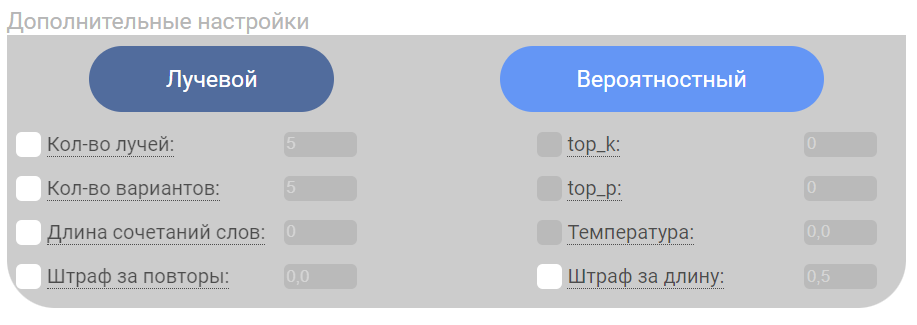 Дополнительные настройки
Лучевой Вероятностный
Кол-во лучей: 5 top_k: 0
Кол-во вариантов: 5 top_p: 0
Длина сочетаний слов: 0 Температура: 0,0
Штраф за повторы: 0,0 Штраф за длину: 0,5